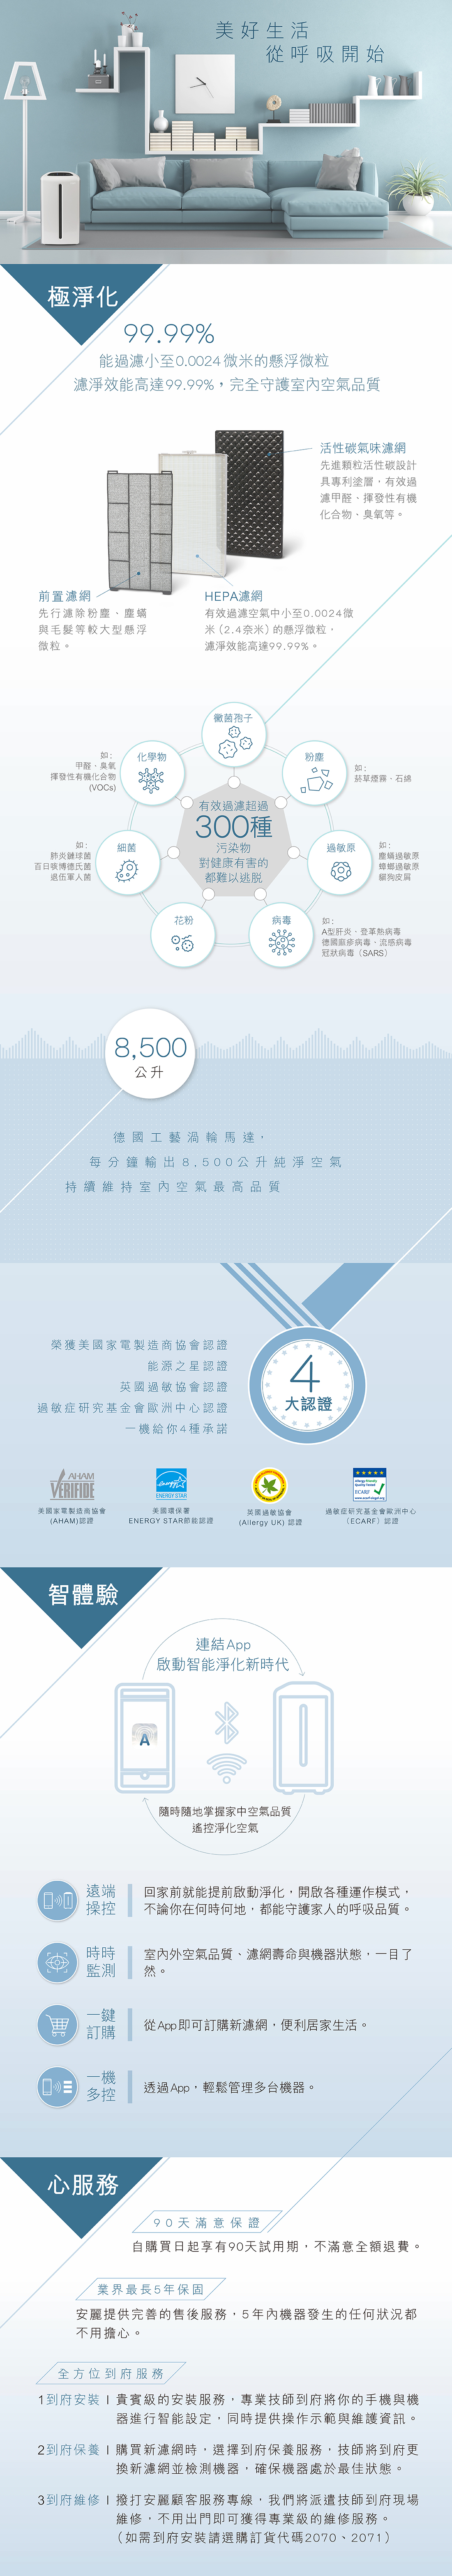 美好生活
從呼吸開始
極淨化
99.99%
能過濾小至0.0024微米的懸浮微粒
濾淨效能高達99.99%，完全守護室內空氣品質
活性碳氣味濾網
先進顆粒活性碳設計
具專利塗層，有效過
濾甲醛、揮發性有機
化合物、臭氧等。
前置濾網
先行濾除粉塵、塵蟎
與毛髮等較大型懸浮
微粒。
HEPA濾網
有效過濾空氣中小至0.0024微
米（2.4奈米）的懸浮微粒，
濾淨效能高達99.99%。
黴菌孢子
化學物
如：
甲醛、臭氧
揮發性有機化合物
(VOCs)
粉塵
如：
菸草煙霧、石綿
有效過濾超過
300種
污染物
對健康有害的
都難以逃脱
細菌
如：
肺炎鏈球菌
百日咳博德氏菌
退伍軍人菌
過敏原
如：
塵蟎過敏原
蟑螂過敏原
貓狗皮屑
花粉
病毒
如：
A型肝炎、登革熱病毒
德國麻疹病毒、流感病毒
冠狀病毒（SARS）
8,500
公升
德國工藝渦輪馬達，
每分鐘輸出8,500公升純淨空氣
持續維持室內空氣最高品質
榮獲美國家電製造商協會認證
能源之星認證
英國過敏協會認證
過敏症研究基金會歐洲中心認證
一機給你4種承諾
4
大認證
AHAM
VERIFIDE
美國家電製造商協會
(AHAM)認證
ENERGY STAR
美國環保署
ENERGY STAR節能認證
英國過敏協會
(Allergy UK) 認證
ECARF
過敏症研究基金會歐洲中心
（ECARF）認證
智體驗
連結App
啟動智能淨化新時代
A
隨時隨地掌握家中空氣品質
遙控淨化空氣
遠端
操控
回家前就能提前啟動淨化，開啟各種運作模式，
不論你在何時何地，都能守護家人的呼吸品質。
時時
監測
室內外空氣品質、濾網壽命與機器狀態，一目了
然。
一鍵
訂購
從App即可訂購新濾網，便利居家生活。
一機
多控
透過App，輕鬆管理多台機器。
心服務
90天滿意保證
自購買日起享有90天試用期，不滿意全額退費。
業界最長5年保固
安麗提供完善的售後服務，5年內機器發生的任何狀況都
不用擔心。
全方位到府服務
1到府安裝｜貴賓級的安裝服務，專業技師到府將你的手機與機
器進行智能設定，同時提供操作示範與維護資訊。
2到府保養｜購買新濾網時，選擇到府保養服務，技師將到府更
換新濾網並檢測機器，確保機器處於最佳狀態。
3到府維修｜撥打安麗顧客服務專線，我們將派遣技師到府現場
維修，不用出門即可獲得專業級的維修服務。
（如需到府安裝請選購訂貨代碼2070、2071）